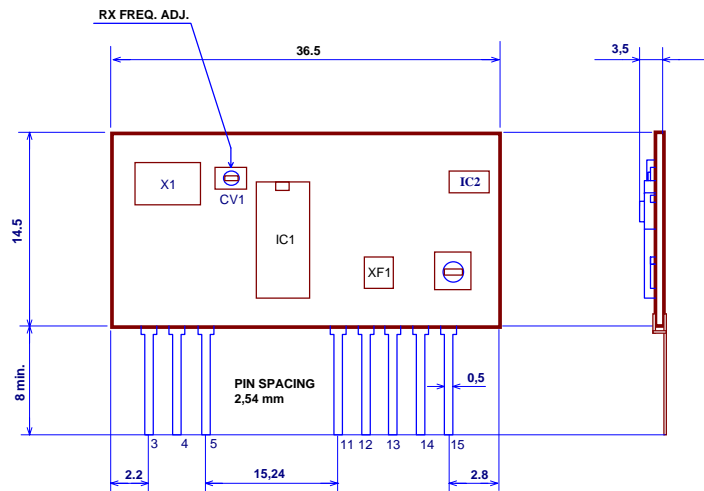 RX FREQ. ADJ.
36.5
3,5
X1
CV1
IC2
IC1
14.5
XF1
8 min.
PIN SPACING
2,54 mm
0,5
3
4
5
11
12
13
14
15
2.2
15,24
2.8